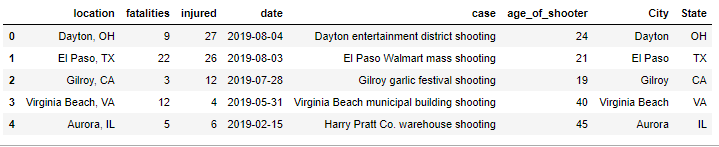 location fatalities injured date case age_of_shooter City State
0 Dayton, OH 9 27 2019-08-04 Dayton entertainment district shooting 24 Dayton OH
1 El Paso, TX 22 26 2019-08-03 El Paso Walmart mass shooting 21 El Paso TX
2 Gilroy, CA 3 12 2019-07-28 Gilroy garlic festival shooting 19 Gilroy CA
3 Virginia Beach, VA 12 4 2019-05-31 Virginia Beach municipal building shooting 40 Virginia Beach VA
4 Aurora, IL 5 6 2019-02-15 Harry Pratt Co. warehouse shooting 45 Aurora IL